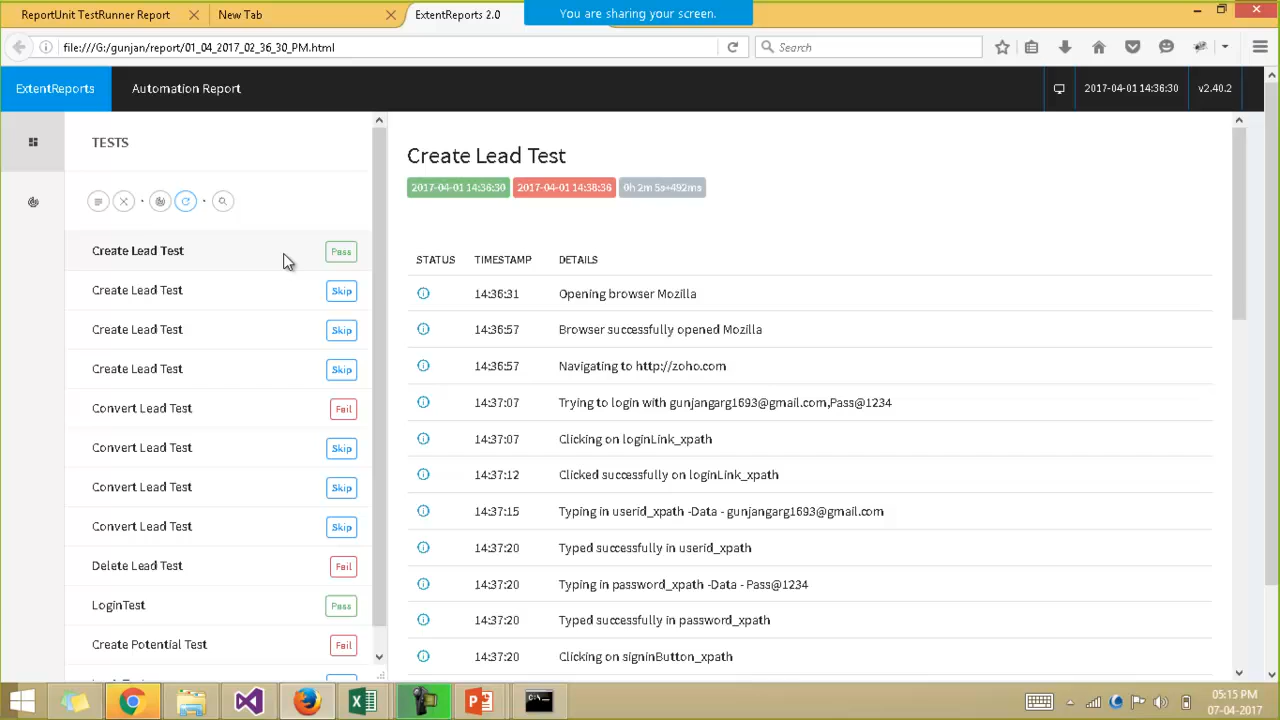 You are sharing your screen.
ReportUnit TestRunner Report
New Tab
ExtentReports 2.0
file:///G:/gunjan/report/01_04_2017_02_36_30_PM.html
Search
ExtentReports
Automation Report
2017-04-01 14:36:30
v2.40.2
TESTS
Create Lead Test Pass
Create Lead Test Skip
Create Lead Test Skip
Create Lead Test Skip
Convert Lead Test Fail
Convert Lead Test Skip
Convert Lead Test Skip
Convert Lead Test Skip
Delete Lead Test Fail
LoginTest Pass
Create Potential Test Fail
Create Lead Test
2017-04-01 14:36:30 2017-04-01 14:38:36 0h 2m 5s+492ms
STATUS TIMESTAMP DETAILS
14:36:31 Opening browser Mozilla
14:36:57 Browser successfully opened Mozilla
14:36:57 Navigating to http://zoho.com
14:37:07 Trying to login with gunjangarg1693@gmail.com,Pass@1234
14:37:07 Clicking on loginLink_xpath
14:37:12 Clicked successfully on loginLink_xpath
14:37:15 Typing in userid_xpath -Data - gunjangarg1693@gmail.com
14:37:20 Typed successfully in userid_xpath
14:37:20 Typing in password_xpath -Data - Pass@1234
14:37:20 Typed successfully in password_xpath
14:37:20 Clicking on signinButton_xpath
05:15 PM
07-04-2017